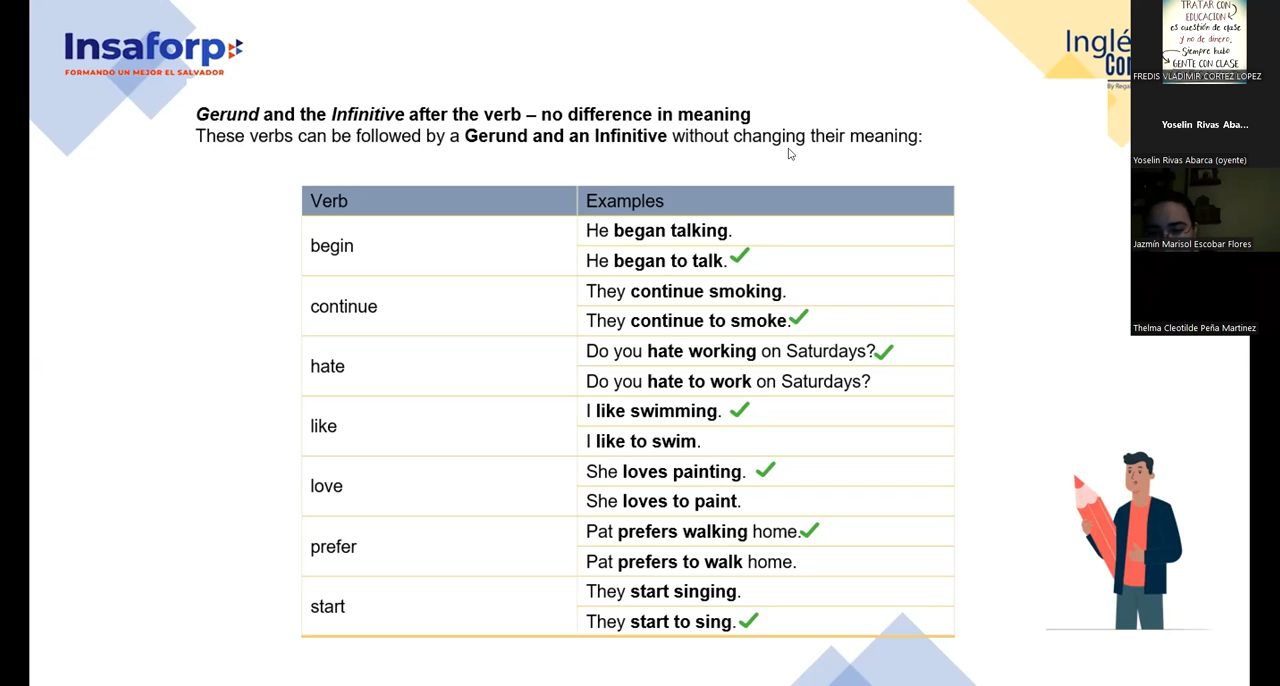 Insaforp
FORMANDO UN MEJOR EL SALVADOR
Gerund and the Infinitive after the verb – no difference in meaning
These verbs can be followed by a Gerund and an Infinitive without changing their meaning:
Verb
Examples
begin
He began talking.
He began to talk.
continue
They continue smoking.
They continue to smoke.
hate
Do you hate working on Saturdays?
Do you hate to work on Saturdays?
like
I like swimming.
I like to swim.
love
She loves painting.
She loves to paint.
prefer
Pat prefers walking home.
Pat prefers to walk home.
start
They start singing.
They start to sing.
TRATAR CON
EDUCACION
es cuestión de clase
y no de dinero.
Siempre hubo
GENTE CON CLASE
FREDIS VLADIMIR CORTEZ LOPEZ
Yoselin Rivas Aba...
Yoselin Rivas Abarca (oyente)
Jazmín Marisol Escobar Flores
Thelma Cleotilde Peña Martinez